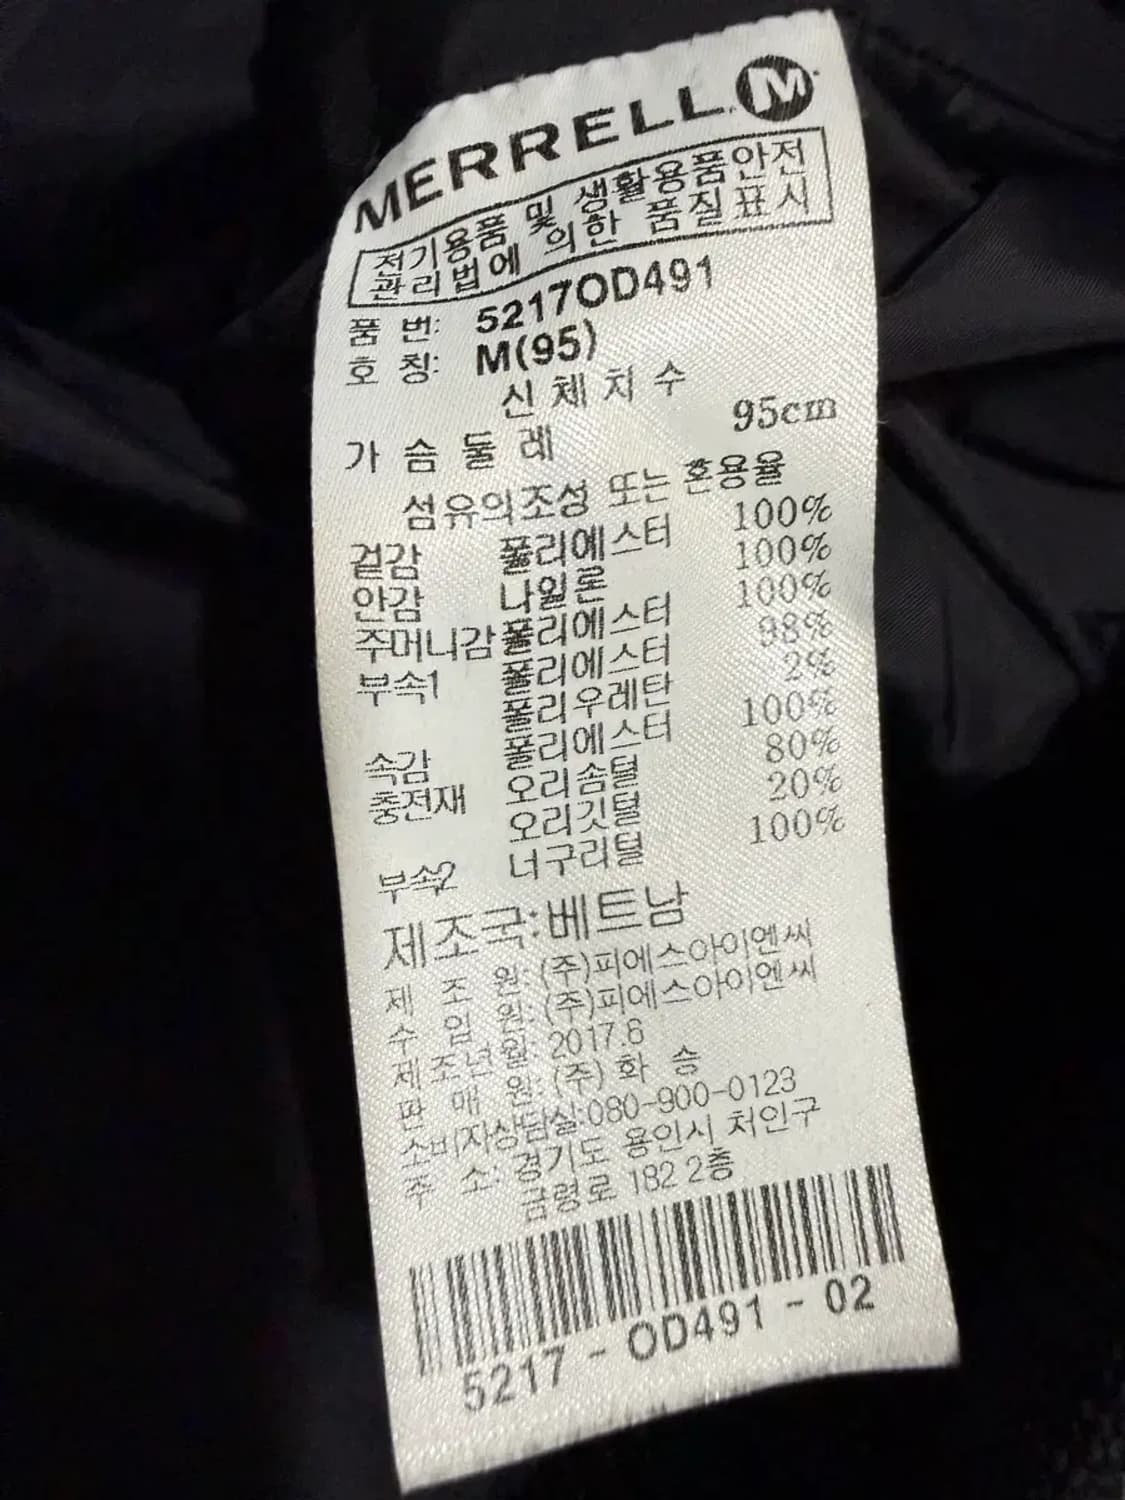 MERRELL M
전기용품 및 생활용품안전
관리법에 의한 품질표시
품 번: 5217OD491
호 칭: M(95)
신체치수
가슴둘레 95cm
섬유의조성 또는 혼용율
겉감 폴리에스터 100%
안감 나일론 100%
주머니감 폴리에스터 100%
부속1 폴리에스터 98%
폴리우레탄 2%
속감 폴리에스터 100%
충전재 오리솜털 80%
오리깃털 20%
부속2 너구리털 100%
제조국:베트남
제 조 원: (주)피에스아이엔씨
수 입 원: (주)피에스아이엔씨
제조년월: 2017.6
판 매 원: (주) 화 승
소비자상담실:080-900-0123
주 소: 경기도 용인시 처인구
금령로 182 2층
5217 - OD491 - 02